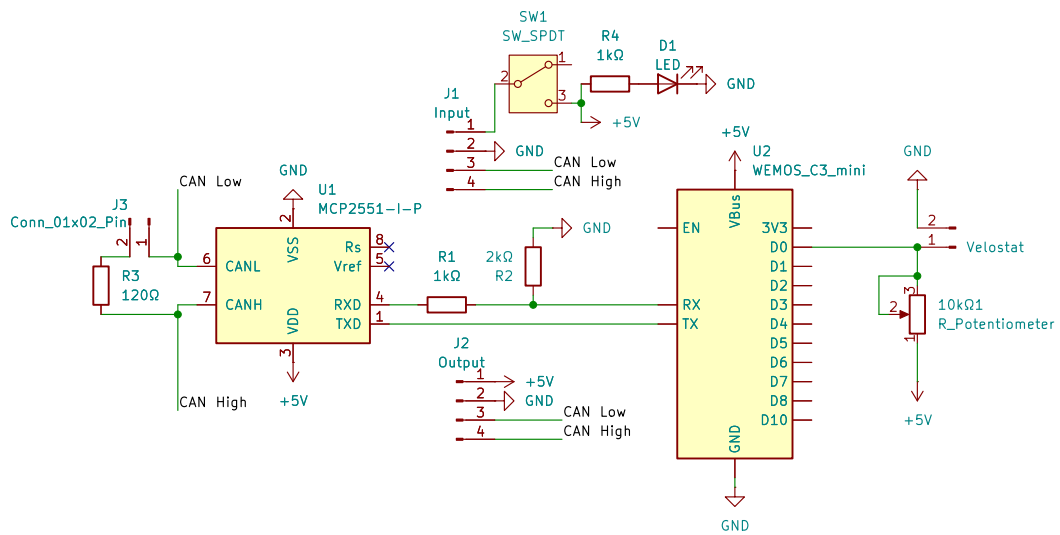 SW1
SW_SPDT
1
2
3
R4
1kΩ
D1
LED
GND
+5V
J1
Input
1
2
GND
3
CAN Low
4
CAN High
CAN Low
GND
U1
MCP2551-I-P
J3
Conn_01x02_Pin
2
1
R3
120Ω
2
VSS
Rs
8
Vref
5
6
CANL
7
CANH
RXD
4
TXD
1
VDD
3
+5V
CAN High
R1
1kΩ
GND
2kΩ
R2
+5V
U2
WEMOS_C3_mini
VBus
EN
3V3
D0
D1
D2
RX
D3
TX
D4
D5
D6
D7
D8
D10
GND
GND
J2
Output
1
+5V
2
GND
3
CAN Low
4
CAN High
GND
2
1
Velostat
3
2
1
10kΩ1
R_Potentiometer
+5V